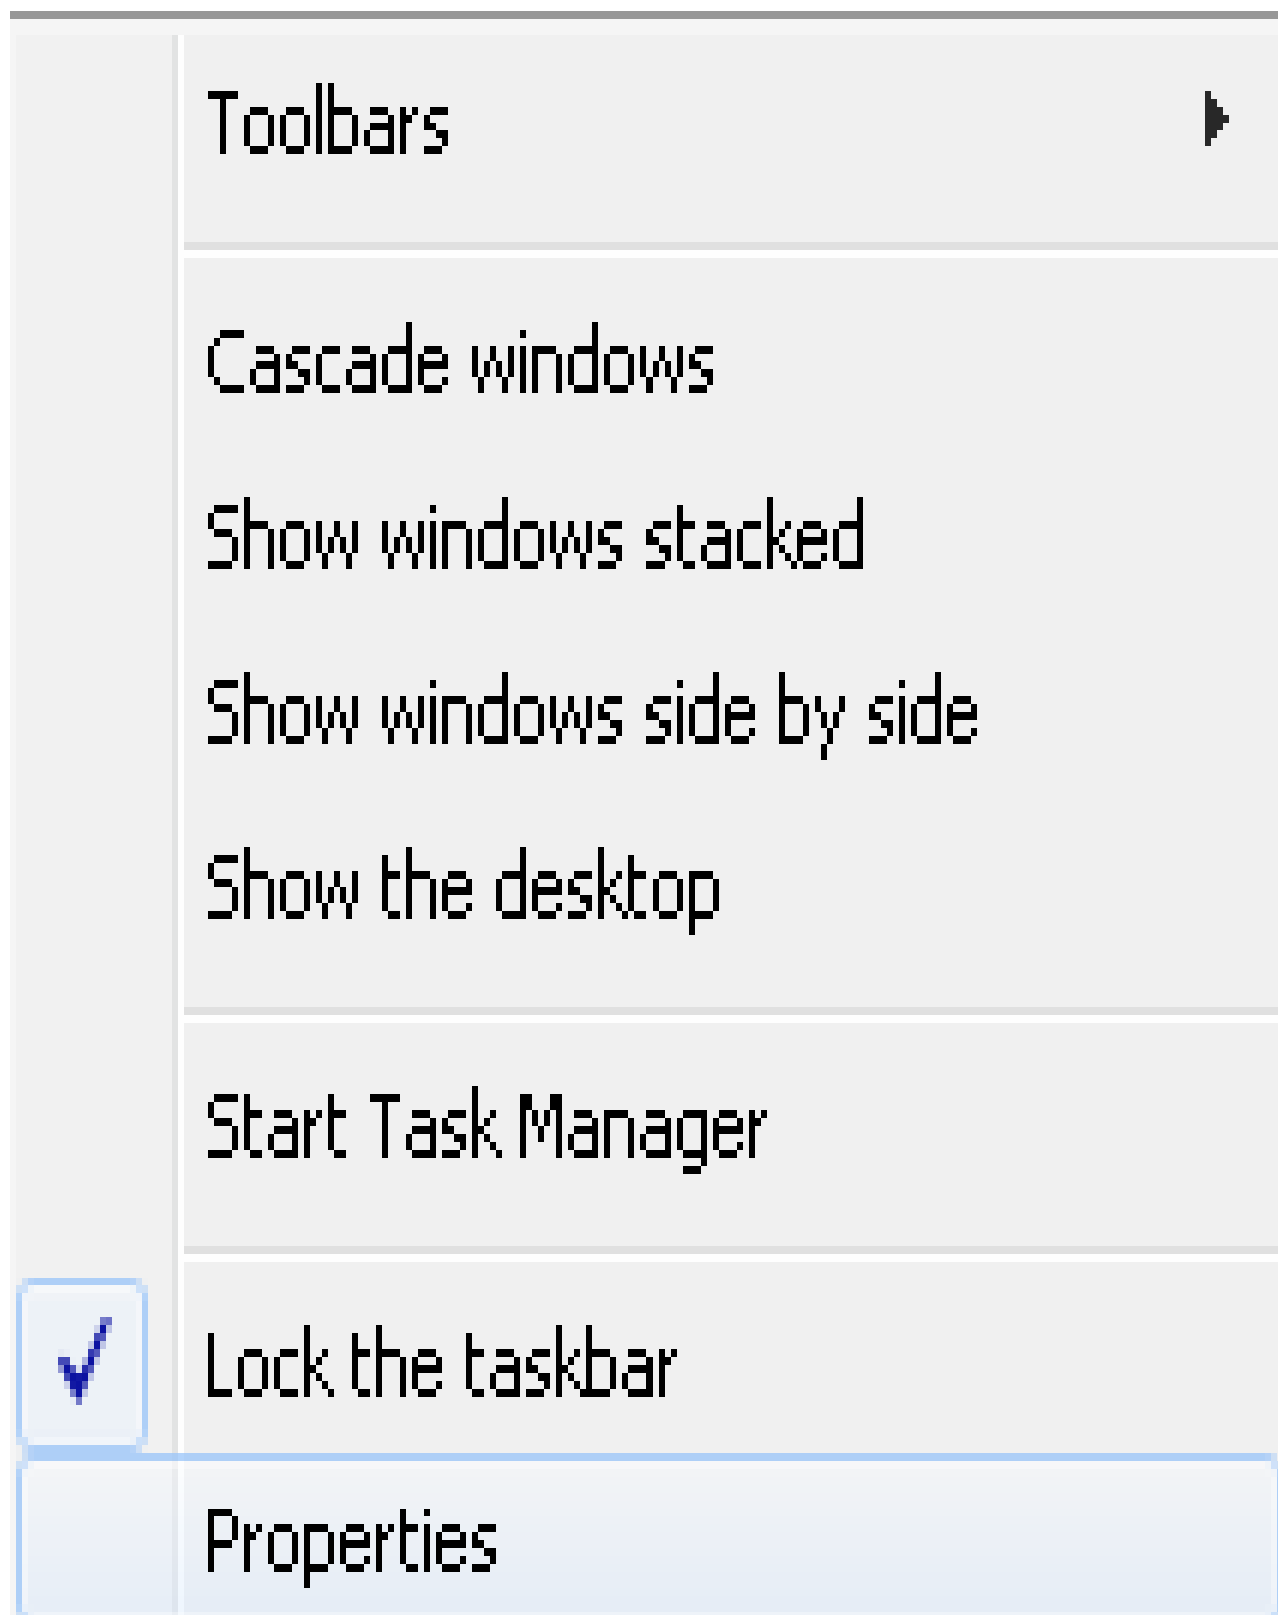 Toolbars
Cascade windows
Show windows stacked
Show windows side by side
Show the desktop
Start Task Manager
Lock the taskbar
Properties